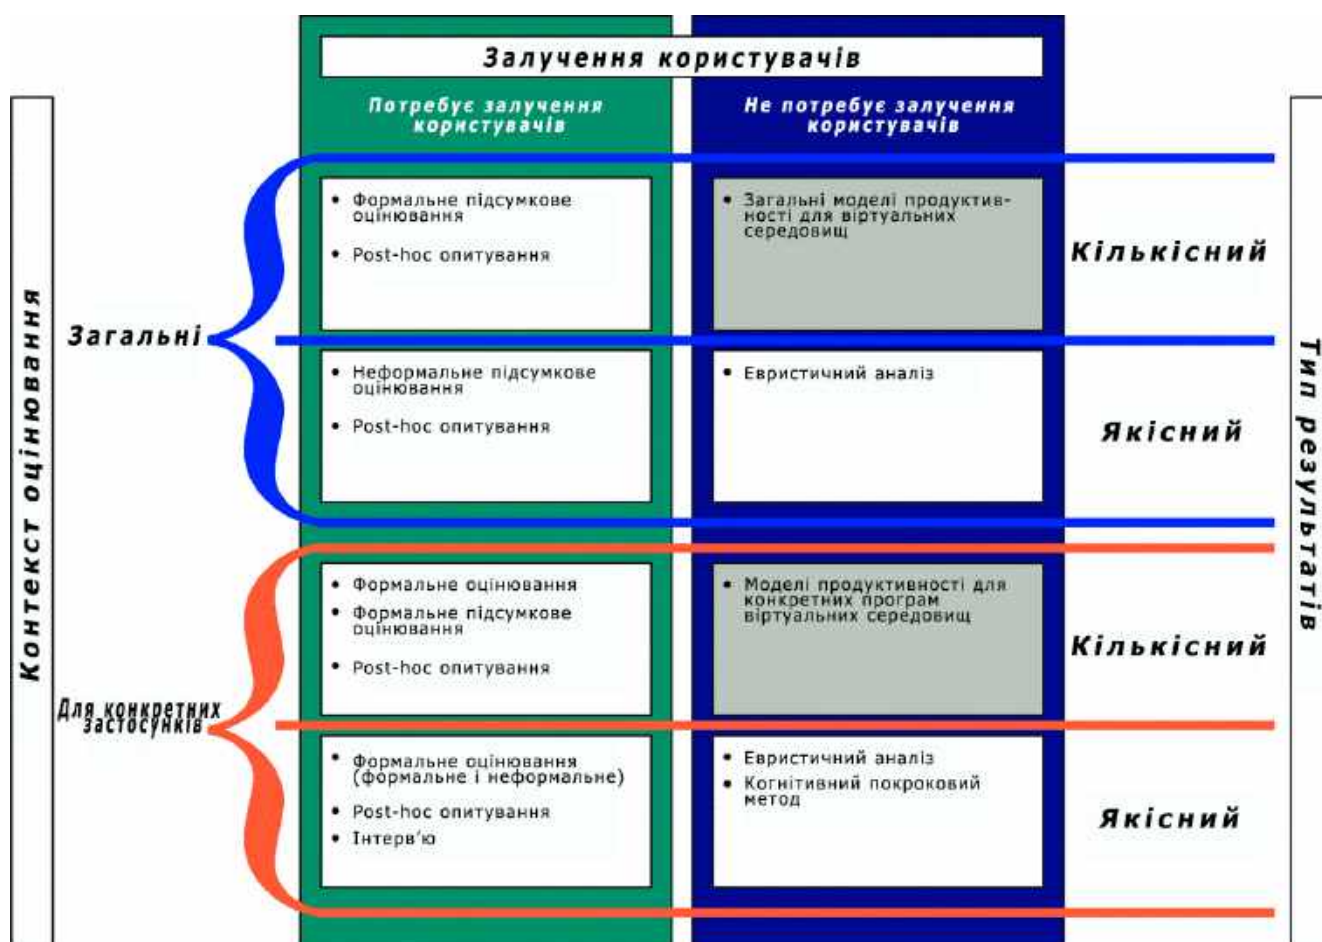 Залучення користувачів
Потребує залучення
користувачів
Не потребує залучення
користувачів
Контекст оцінювання
Тип результатів
Загальні
• Формальне підсумкове
оцінювання
• Post-hoc опитування
• Загальні моделі продуктив-
ності для віртуальних
середовищ
Кількісний
• Неформальне підсумкове
оцінювання
• Post-hoc опитування
• Евристичний аналіз
Якісний
Для конкретних
застосунків
• Формальне оцінювання
• Формальне підсумкове
оцінювання
• Post-hoc опитування
• Моделі продуктивності для
конкретних програм
віртуальних середовищ
Кількісний
• Формальне оцінювання
(формальне і неформальне)
• Post-hoc опитування
• Інтерв'ю
• Евристичний аналіз
• Когнітивний покроковий
метод
Якісний